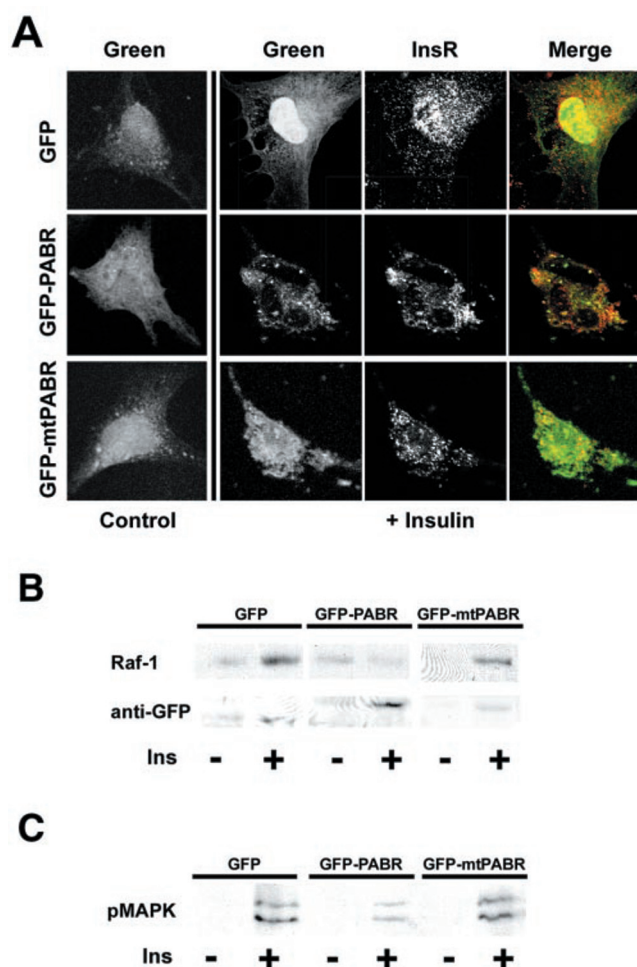 A
Green Green InsR Merge
GFP
GFP-PABR
GFP-mtPABR
Control + Insulin
B
GFP GFP-PABR GFP-mtPABR
Raf-1
anti-GFP
Ins - + - + - +
C
GFP GFP-PABR GFP-mtPABR
pMAPK
Ins - + - + - +